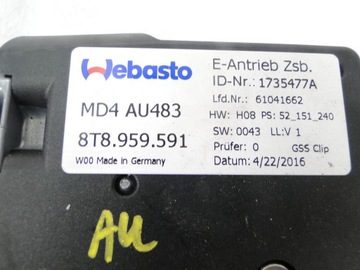 Webasto
MD4 AU483
8T8.959.591
W00 Made in Germany
E-Antrieb Zsb.
ID-Nr.: 1735477A
Lfd.Nr.: 61041662
HW: H08 PS: 52_151_240
SW: 0043 LL:V 1
Prüfer: 0 GSS Clip
Datum: 4/22/2016
AU